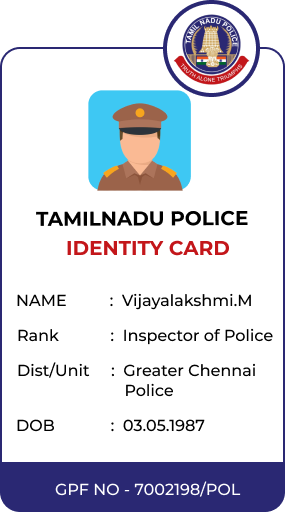 TAMIL NADU POLICE
TRUTH ALONE TRIUMPHS
TAMILNADU POLICE
IDENTITY CARD
NAME : Vijayalakshmi.M
Rank : Inspector of Police
Dist/Unit : Greater Chennai
Police
DOB : 03.05.1987
GPF NO - 7002198/POL